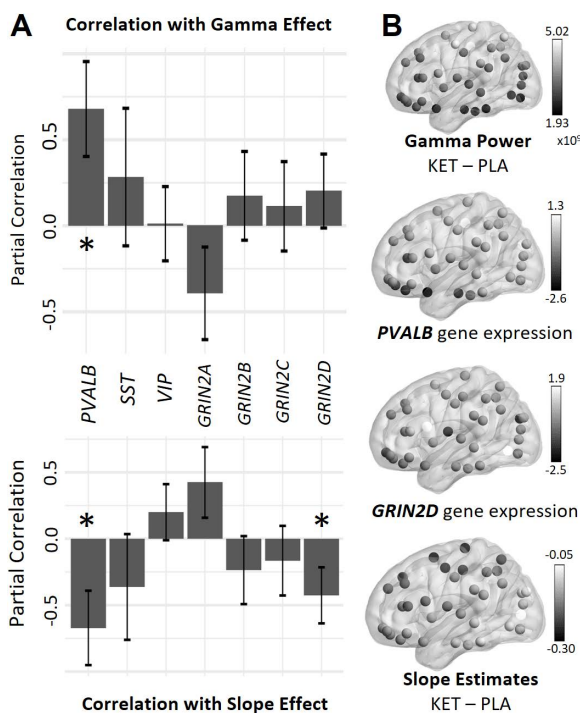 A
Correlation with Gamma Effect
Partial Correlation
0.5
0.0
-0.5
*
PVALB
SST
VIP
GRIN2A
GRIN2B
GRIN2C
GRIN2D
Partial Correlation
0.5
0.0
-0.5
*
*
Correlation with Slope Effect
B
5.02
1.93
Gamma Power
KET – PLA
1.3
-2.6
PVALB gene expression
1.9
-2.5
GRIN2D gene expression
-0.05
-0.30
Slope Estimates
KET – PLA